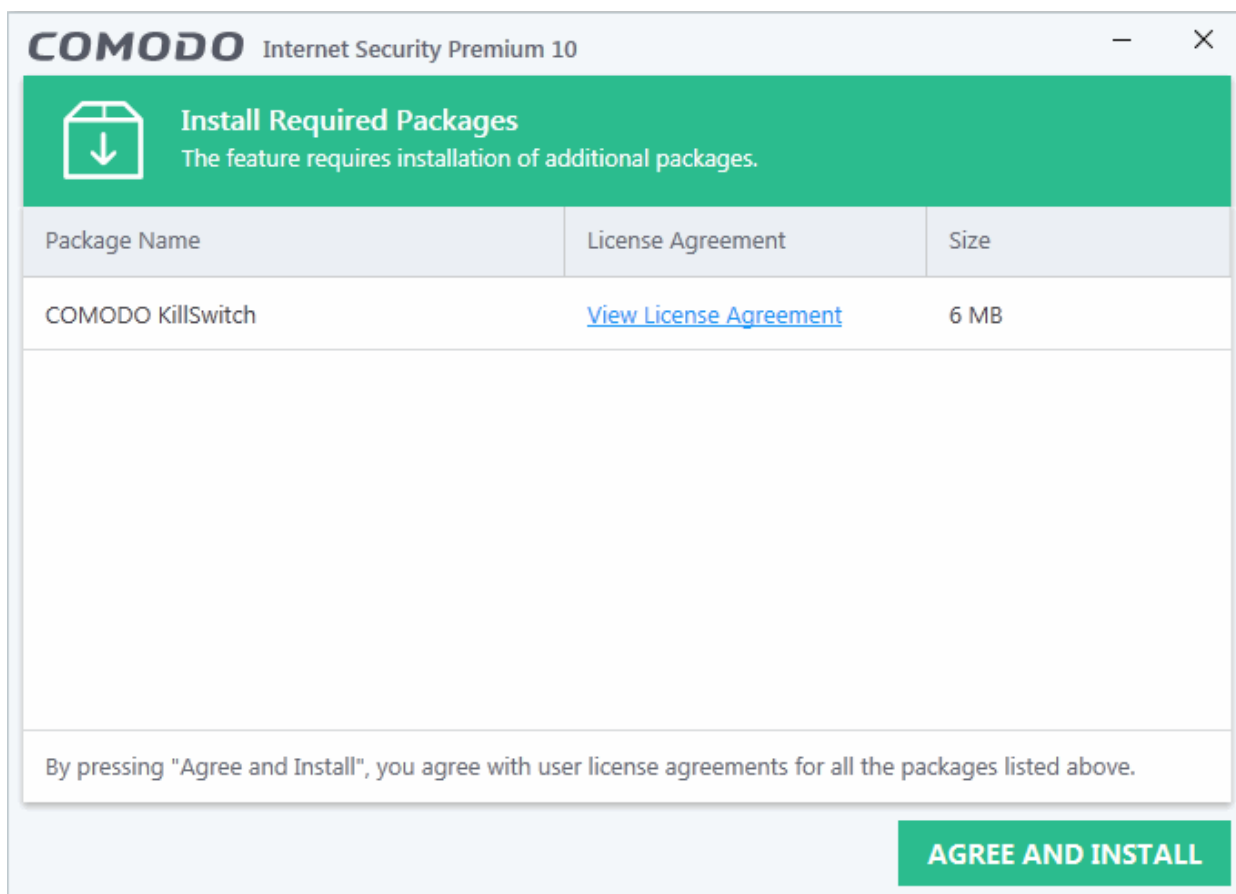 COMODO Internet Security Premium 10
Install Required Packages
The feature requires installation of additional packages.
Package Name License Agreement Size
COMODO KillSwitch View License Agreement 6 MB
By pressing "Agree and Install", you agree with user license agreements for all the packages listed above.
AGREE AND INSTALL